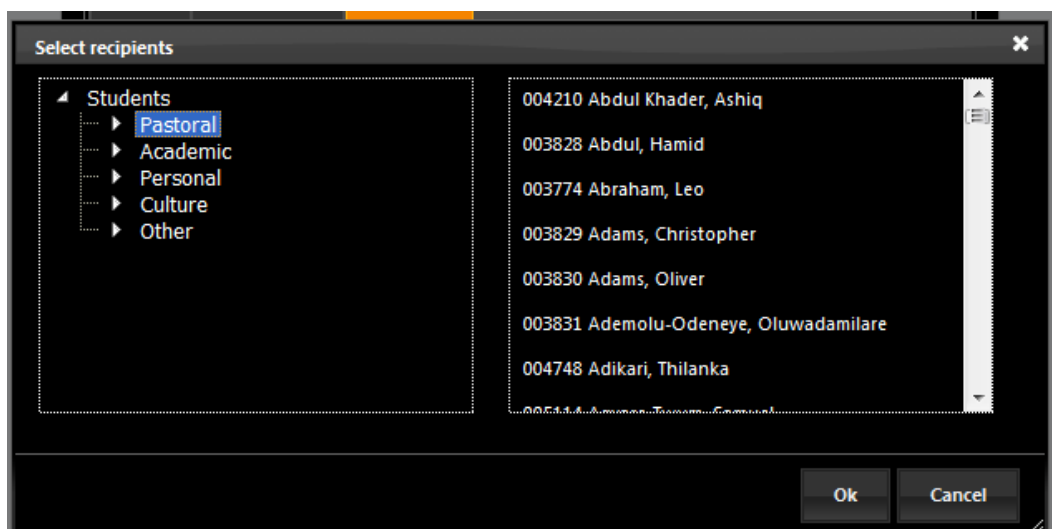 Select recipients
Students
Pastoral
Academic
Personal
Culture
Other
004210 Abdul Khader, Ashiq
003828 Abdul, Hamid
003774 Abraham, Leo
003829 Adams, Christopher
003830 Adams, Oliver
003831 Ademolu-Odeneye, Oluwadamilare
004748 Adikari, Thilanka
Ok
Cancel